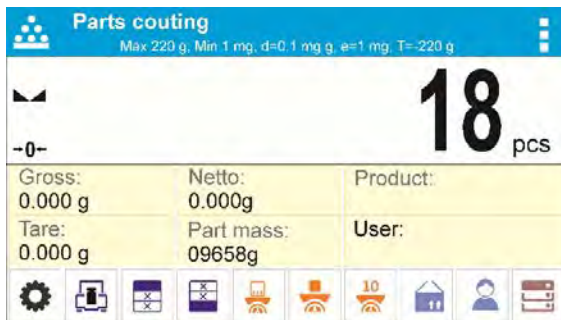 Parts couting
Max 220 g, Min 1 mg, d=0.1 mg g, e=1 mg, T=-220 g
18 pcs
→0←
Gross: Netto: Product:
0.000 g 0.000g
Tare: Part mass: User:
0.000 g 09658g
10